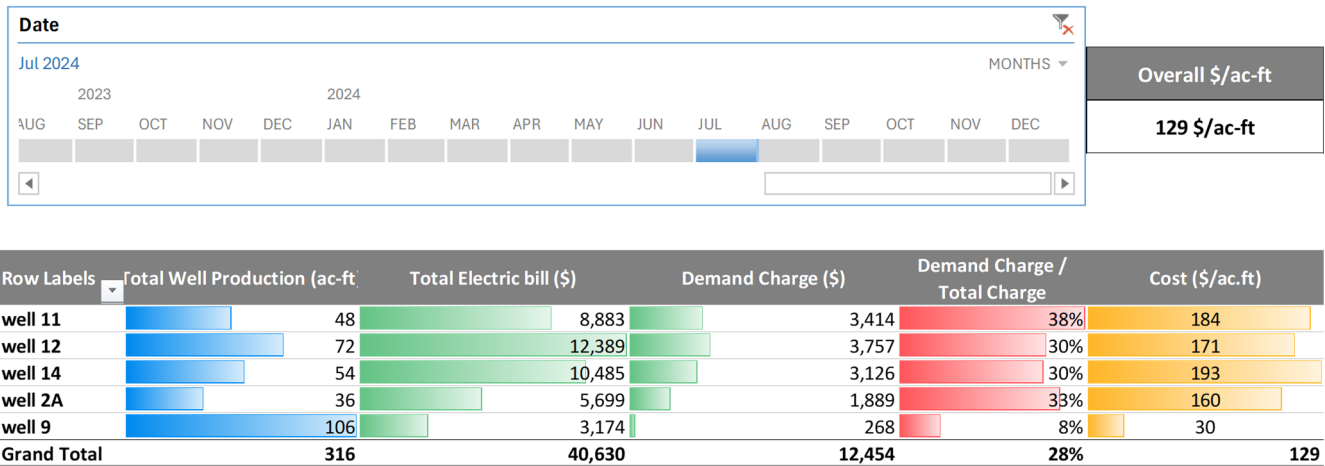 Date
Jul 2024
MONTHS
2023 2024
AUG SEP OCT NOV DEC JAN FEB MAR APR MAY JUN JUL AUG SEP OCT NOV DEC
Overall $/ac-ft
129 $/ac-ft
Row Labels Total Well Production (ac-ft Total Electric bill ($) Demand Charge ($) Demand Charge / Total Charge Cost ($/ac.ft)
well 11 48 8,883 3,414 38% 184
well 12 72 12,389 3,757 30% 171
well 14 54 10,485 3,126 30% 193
well 2A 36 5,699 1,889 33% 160
well 9 106 3,174 268 8% 30
Grand Total 316 40,630 12,454 28% 129